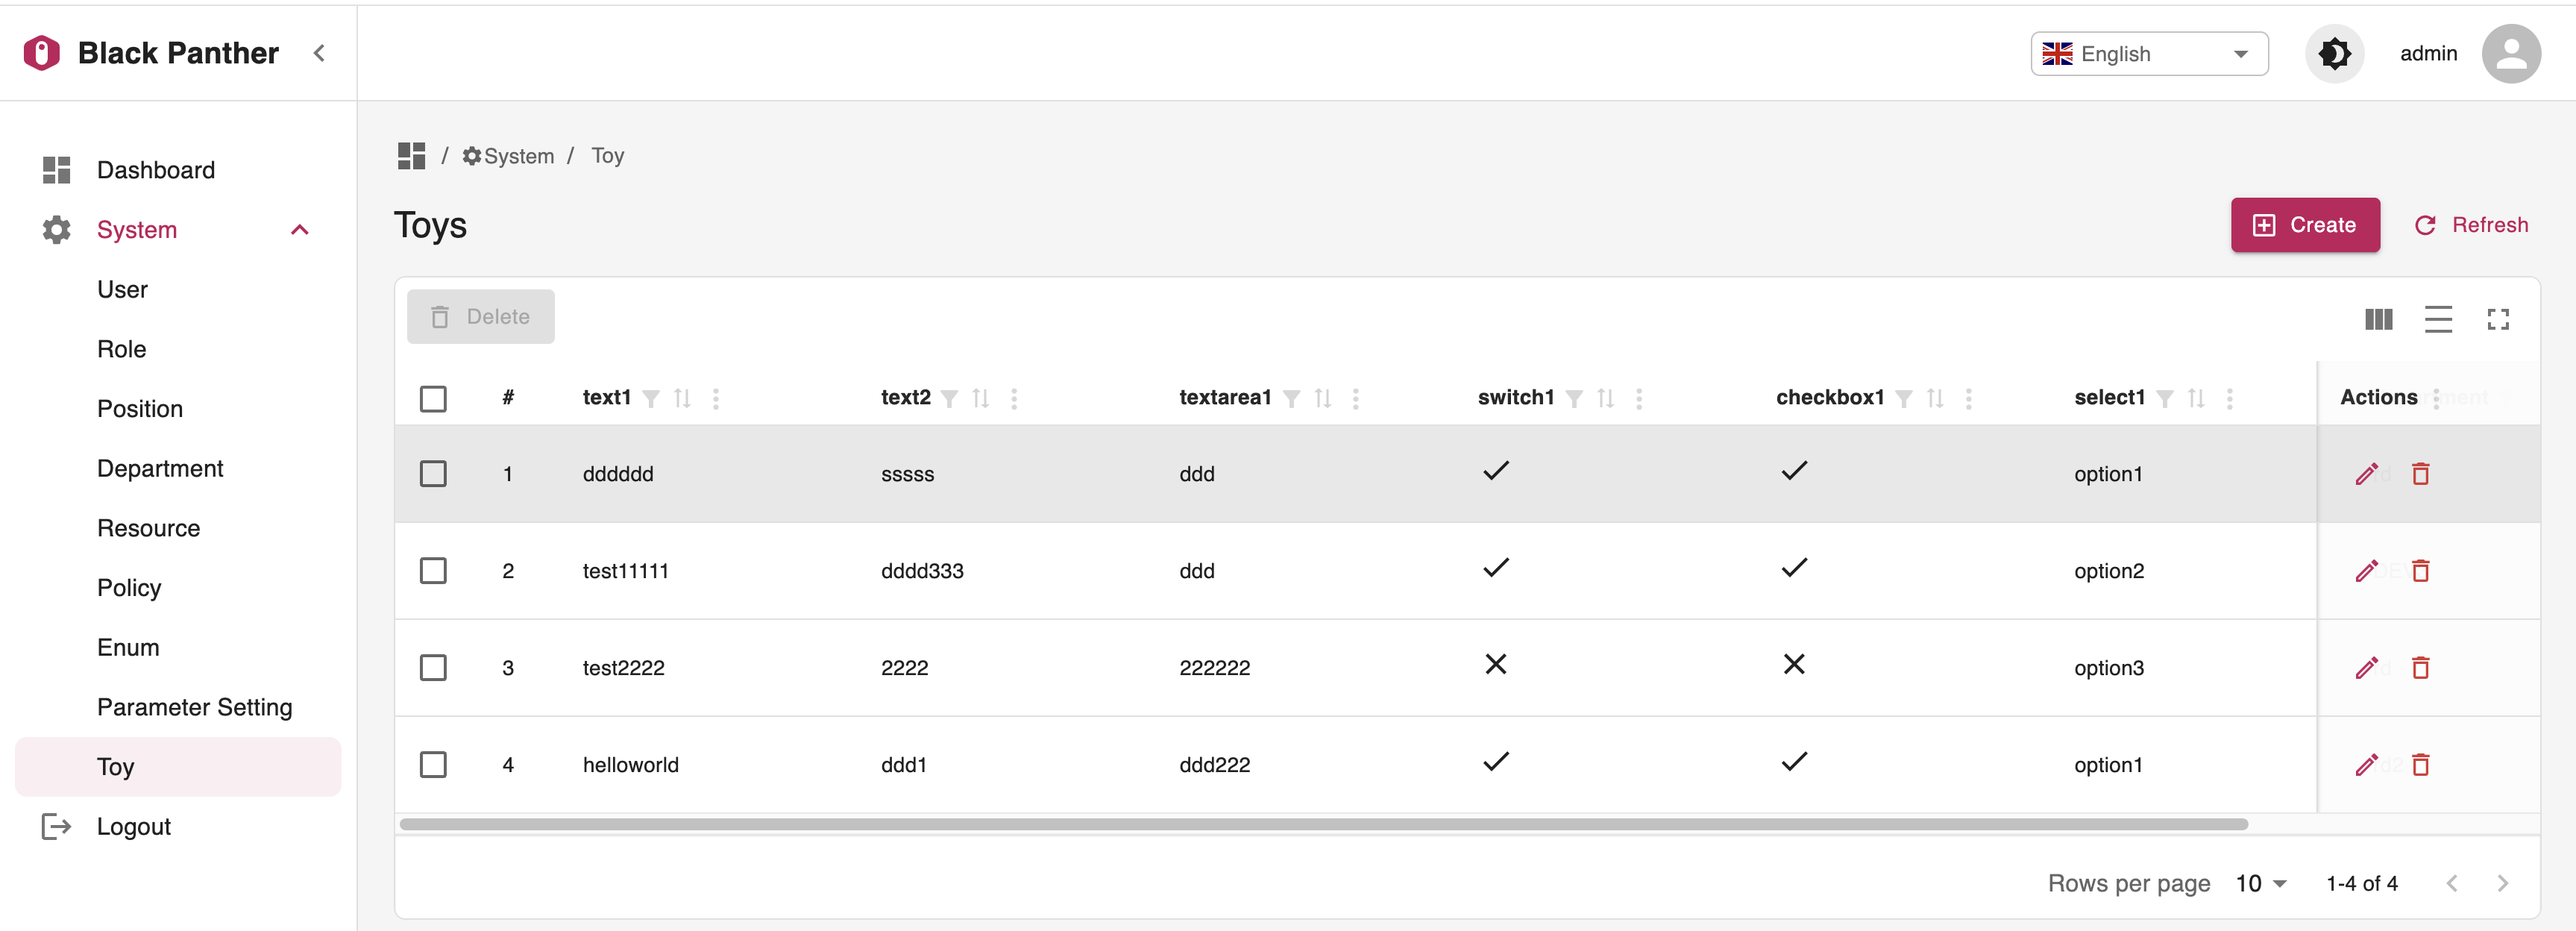 Black Panther
English
admin
Dashboard
System
User
Role
Position
Department
Resource
Policy
Enum
Parameter Setting
Toy
Logout
/ System / Toy
Toys
Create Refresh
Delete
# text1 text2 textarea1 switch1 checkbox1 select1 Actions
1 dddddd sssss ddd option1
2 test11111 dddd333 ddd option2
3 test2222 2222 222222 option3
4 helloworld ddd1 ddd222 option1
Rows per page 10 1-4 of 4